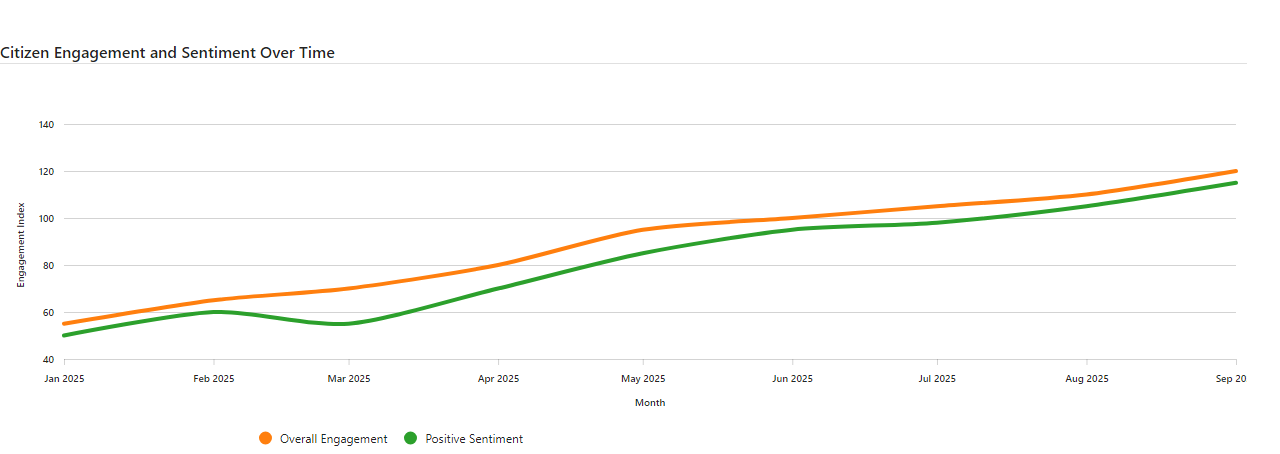 Citizen Engagement and Sentiment Over Time
140
120
100
80
60
40
Engagement Index
Jan 2025 Feb 2025 Mar 2025 Apr 2025 May 2025 Jun 2025 Jul 2025 Aug 2025 Sep 20
Month
Overall Engagement Positive Sentiment